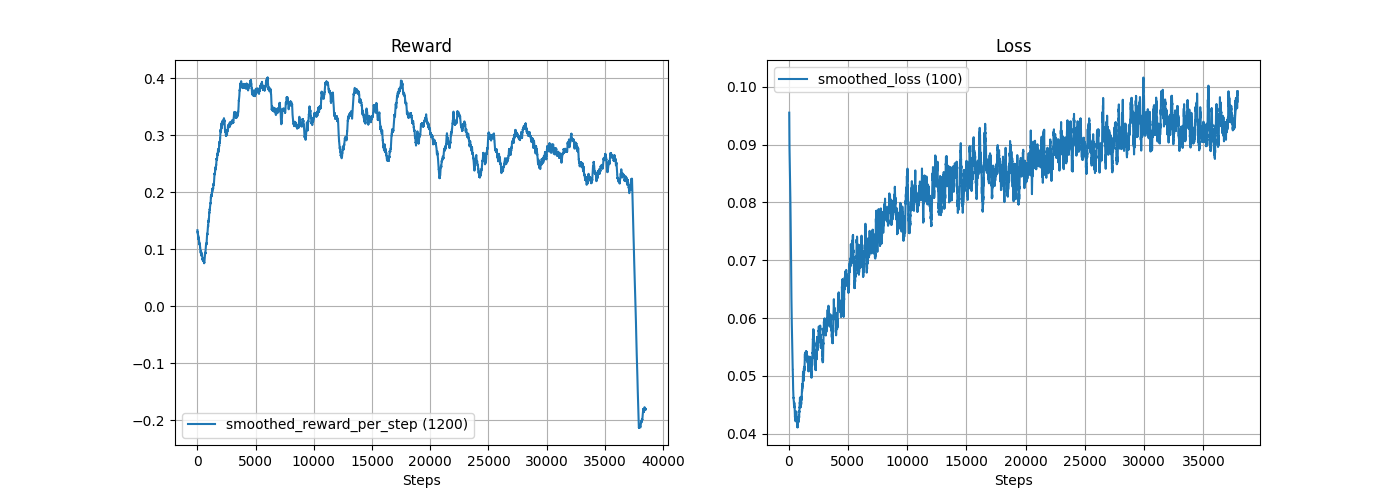 Reward
0.4
0.3
0.2
0.1
0.0
−0.1
−0.2
smoothed_reward_per_step (1200)
0 5000 10000 15000 20000 25000 30000 35000 40000
Steps
Loss
smoothed_loss (100)
0.10
0.09
0.08
0.07
0.06
0.05
0.04
0 5000 10000 15000 20000 25000 30000 35000
Steps